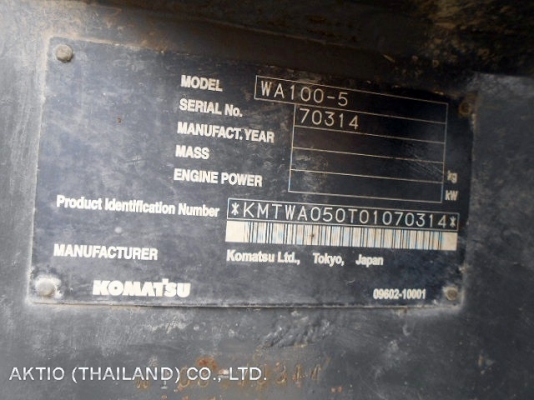 MODEL WA100-5
SERIAL No. 70314
MANUFACT. YEAR
MASS kg
ENGINE POWER kW
Product Identification Number *KMTWA050T01070314*
MANUFACTURER Komatsu Ltd., Tokyo, Japan
KOMATSU 09602-10001
AKTIO (THAILAND) CO., LTD.